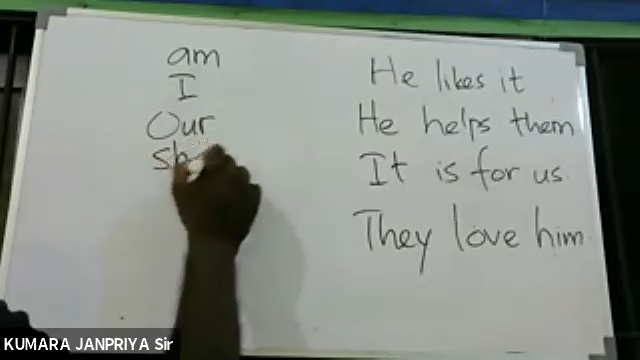 am
I
Our
He likes it
He helps them
It is for us
They love him
KUMARA JANPRIYA Sir